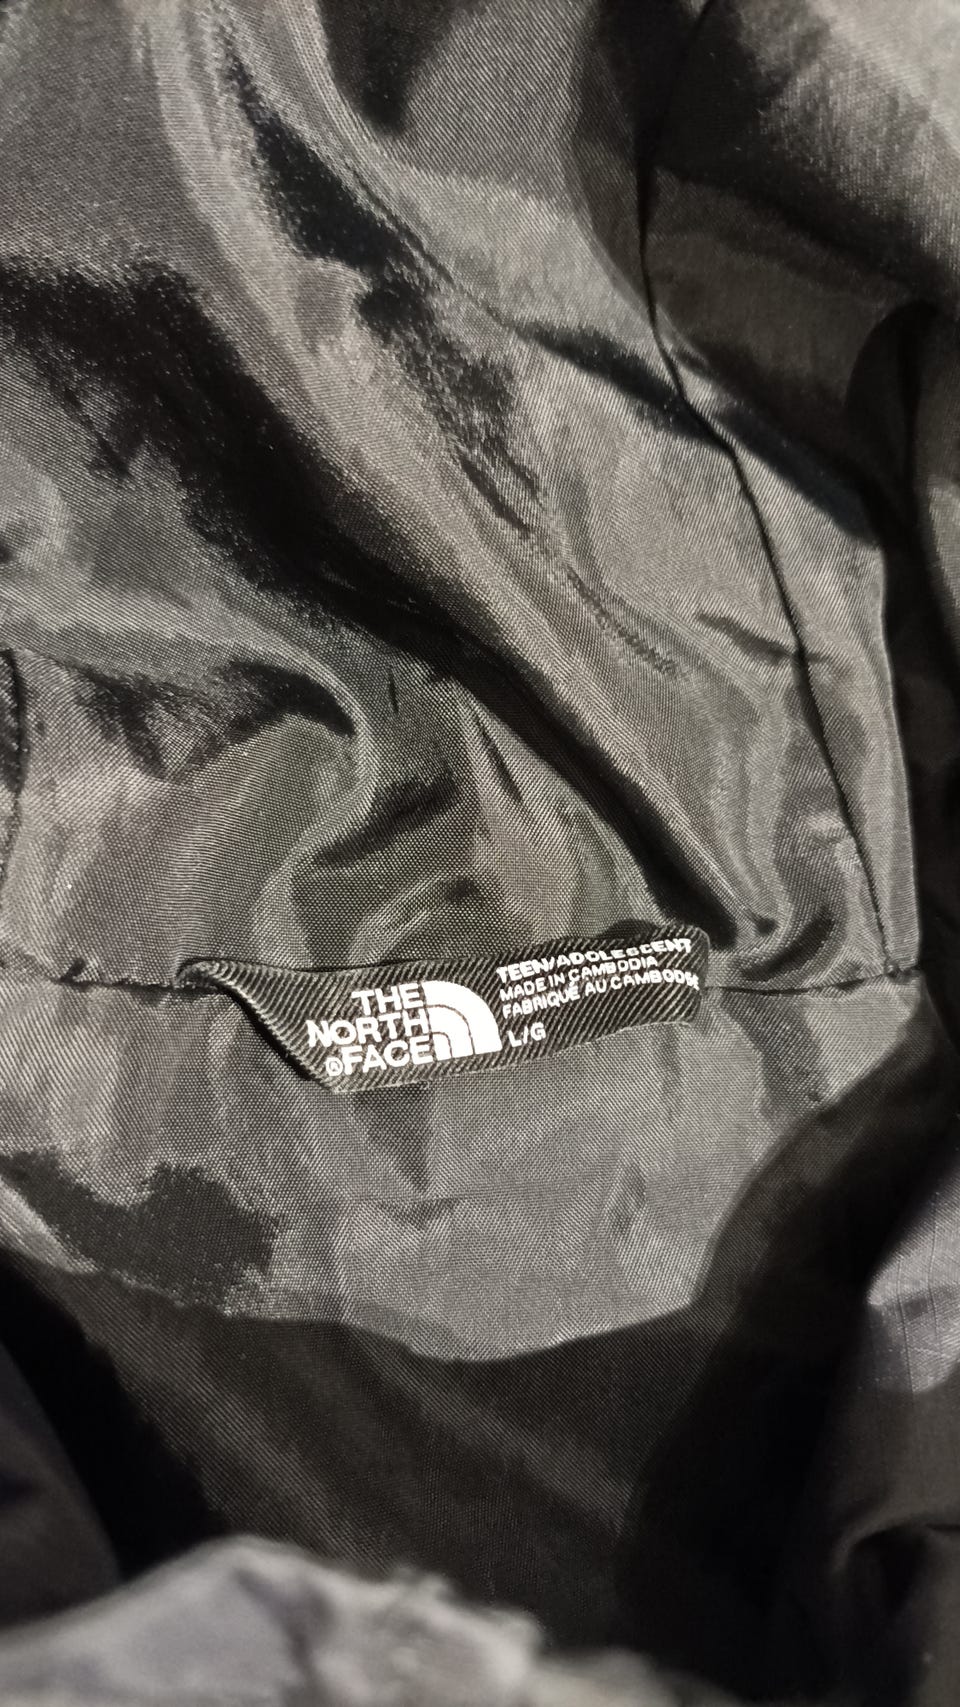 THE
NORTH
®FACE
TEEN/ADOLESCENT
MADE IN CAMBODIA
FABRIQUÉ AU CAMBODGE
L/G